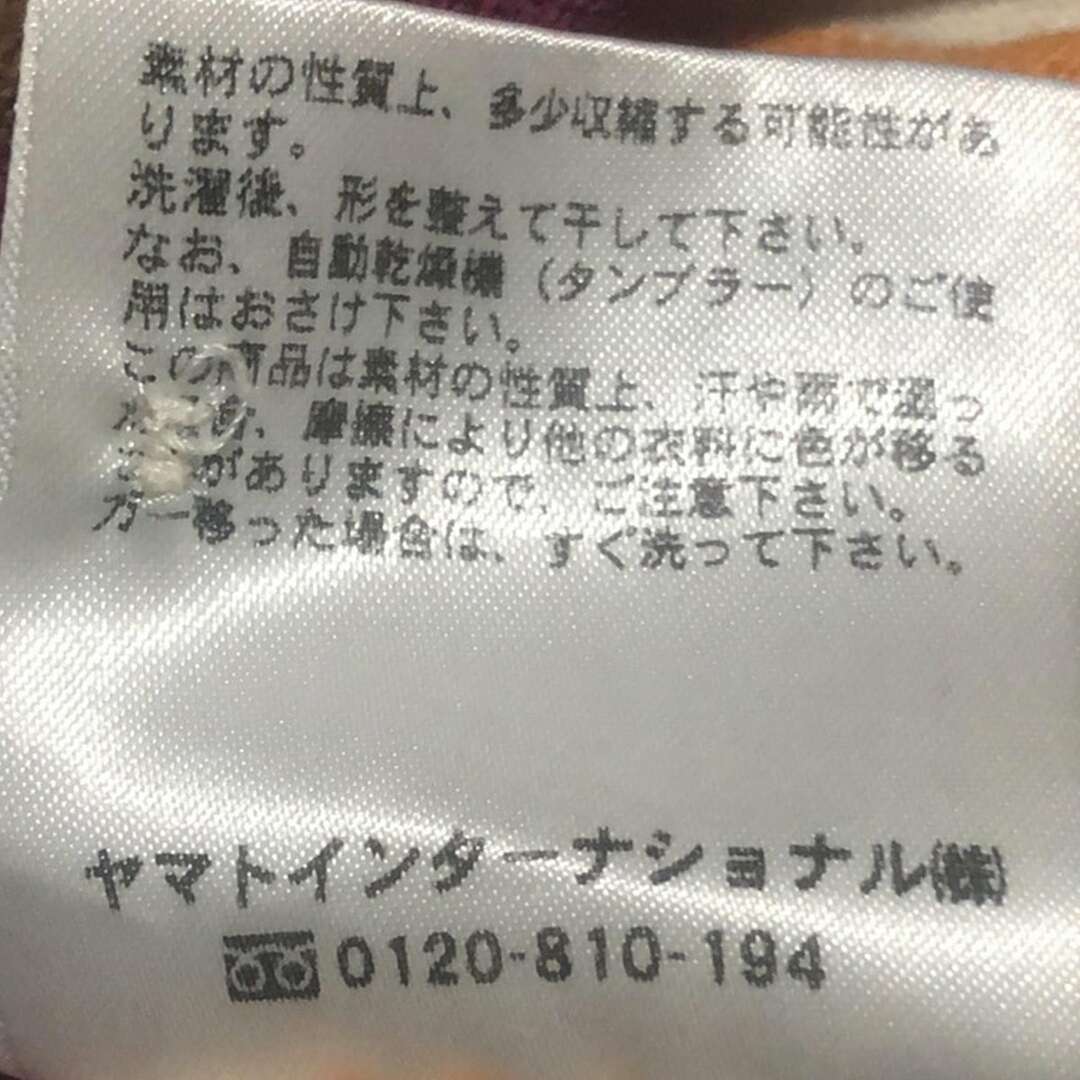 素材の性質上、多少収縮する可能性があ
ります。
洗濯後、形を整えて干して下さい。
なお、自動乾燥機（タンブラー）のご使
用はおさけ下さい。
この商品は素材の性質上、汗や雨で湿っ
、摩擦により他の衣料に色が移る
がありますので、ご注意下さい。
万一移った場合は、すぐ洗って下さい。
ヤマトインターナショナル㈱
0120-810-194